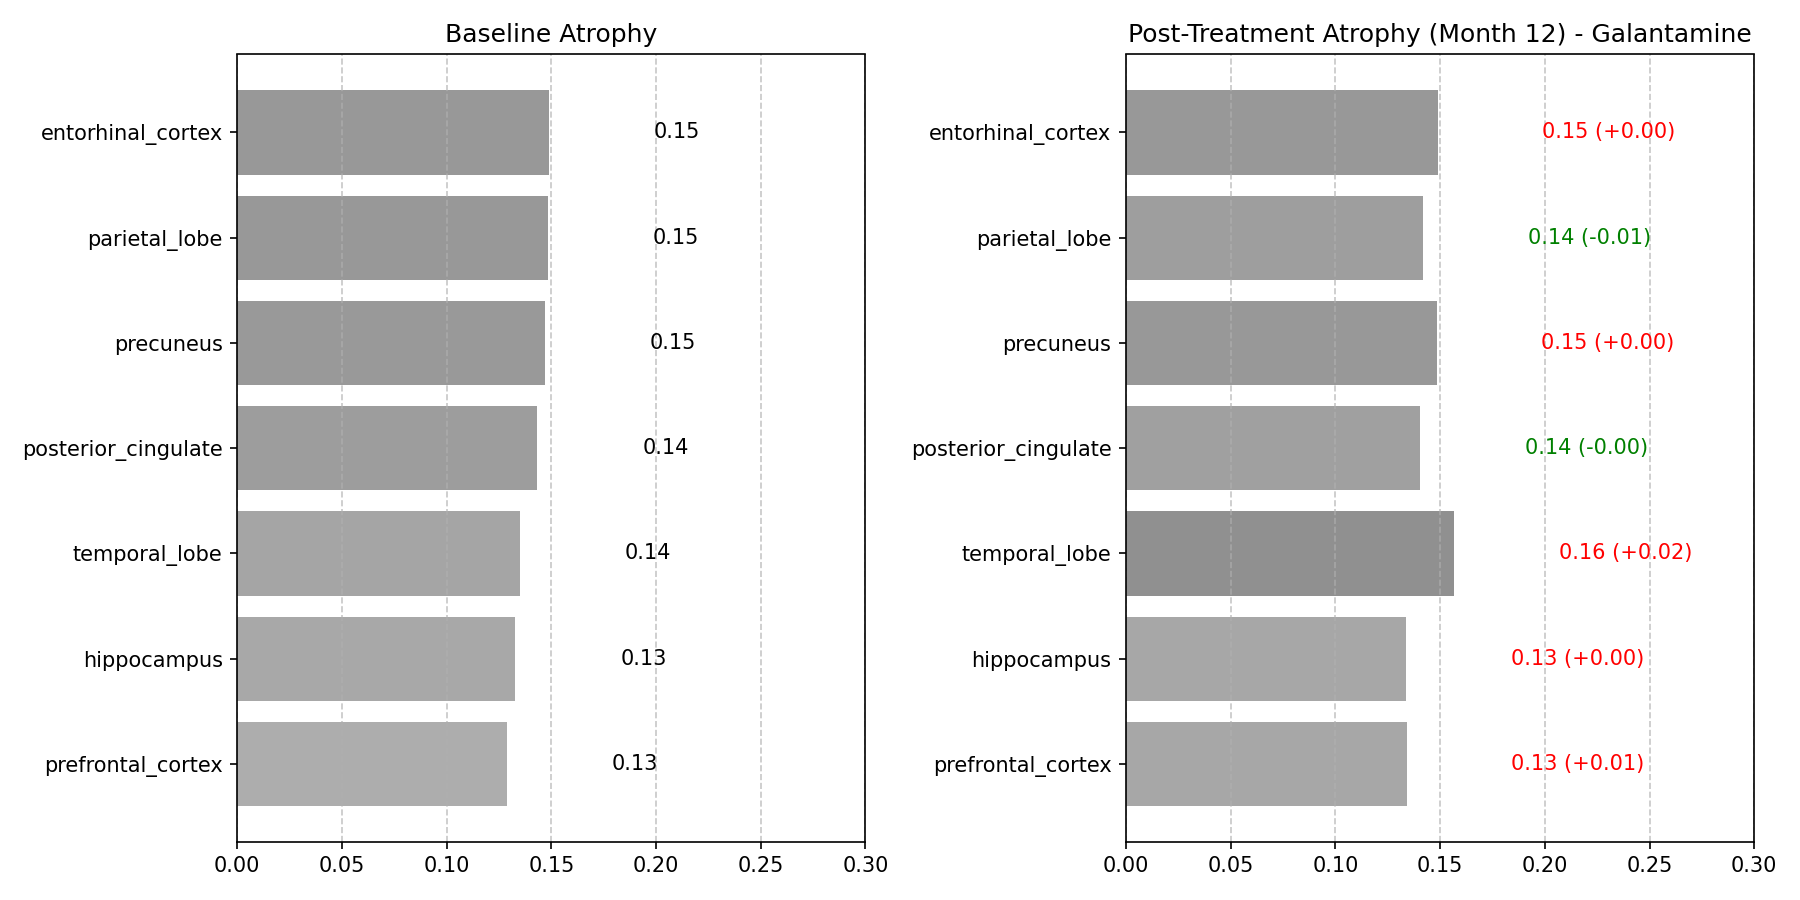 Baseline Atrophy
entorhinal_cortex
0.15
parietal_lobe
0.15
precuneus
0.15
posterior_cingulate
0.14
temporal_lobe
0.14
hippocampus
0.13
prefrontal_cortex
0.13
0.00 0.05 0.10 0.15 0.20 0.25 0.30
Post-Treatment Atrophy (Month 12) - Galantamine
entorhinal_cortex
0.15 (+0.00)
parietal_lobe
0.14 (-0.01)
precuneus
0.15 (+0.00)
posterior_cingulate
0.14 (-0.00)
temporal_lobe
0.16 (+0.02)
hippocampus
0.13 (+0.00)
prefrontal_cortex
0.13 (+0.01)
0.00 0.05 0.10 0.15 0.20 0.25 0.30